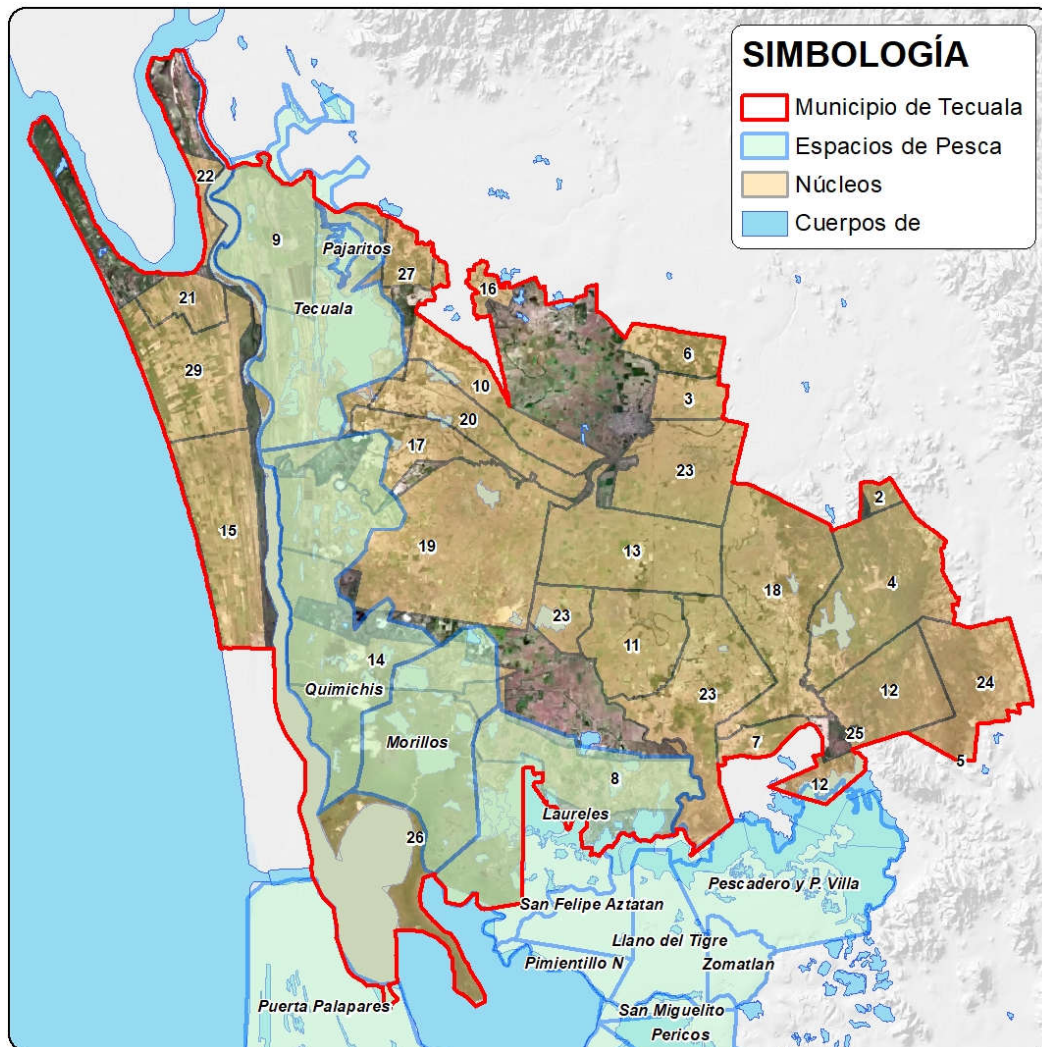 SIMBOLOGÍA
Municipio de Tecuala
Espacios de Pesca
Núcleos
Cuerpos de
22
9
Pajaritos
27
16
21
Tecuala
29
6
10
3
20
17
23
2
15
19
13
18
4
23
11
14
12
24
Quimichis
23
Morillos
7
25
5
8
12
Laureles
26
Pescadero y P. Villa
San Felipe Aztatan
Llano del Tigre
Pimientillo N
Zomatlan
Puerta Palapares
San Miguelito
Pericos